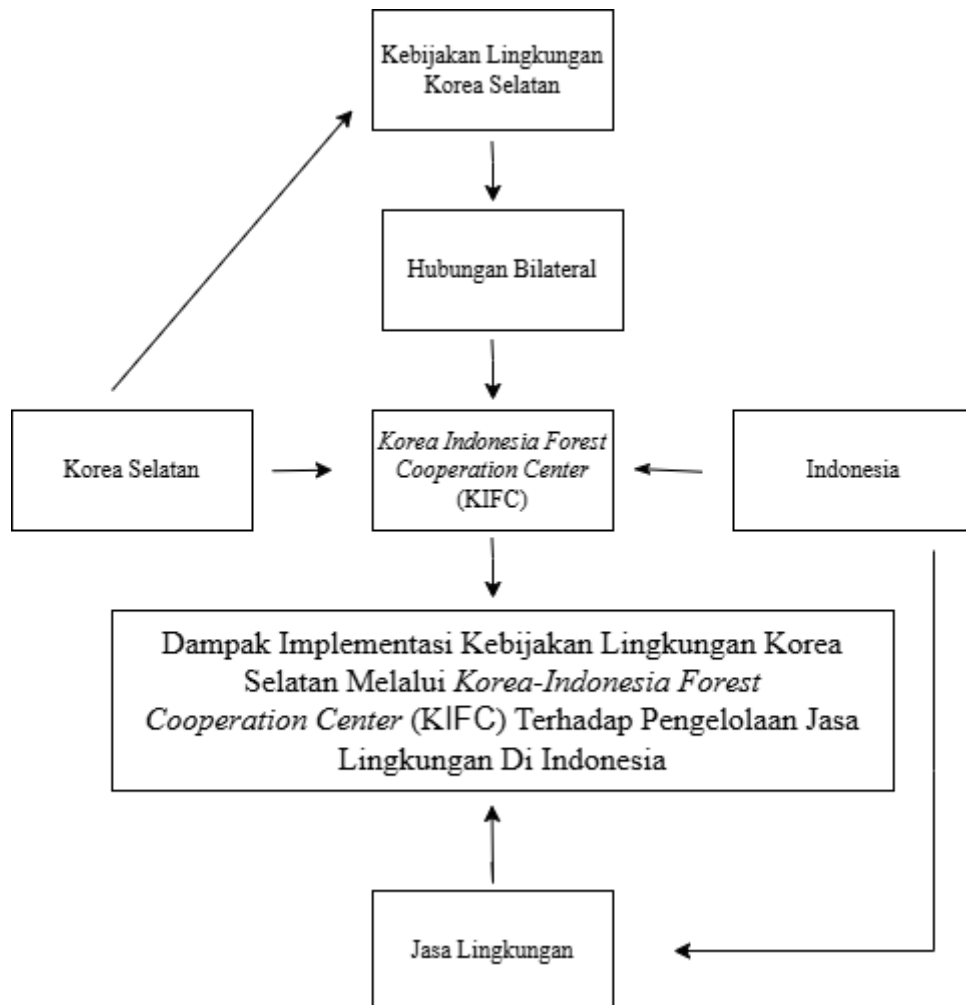 Kebijakan Lingkungan
Korea Selatan
Hubungan Bilateral
Korea Selatan
Korea Indonesia Forest
Cooperation Center
(KIFC)
Indonesia
Dampak Implementasi Kebijakan Lingkungan Korea
Selatan Melalui Korea-Indonesia Forest
Cooperation Center (KIFC) Terhadap Pengelolaan Jasa
Lingkungan Di Indonesia
Jasa Lingkungan